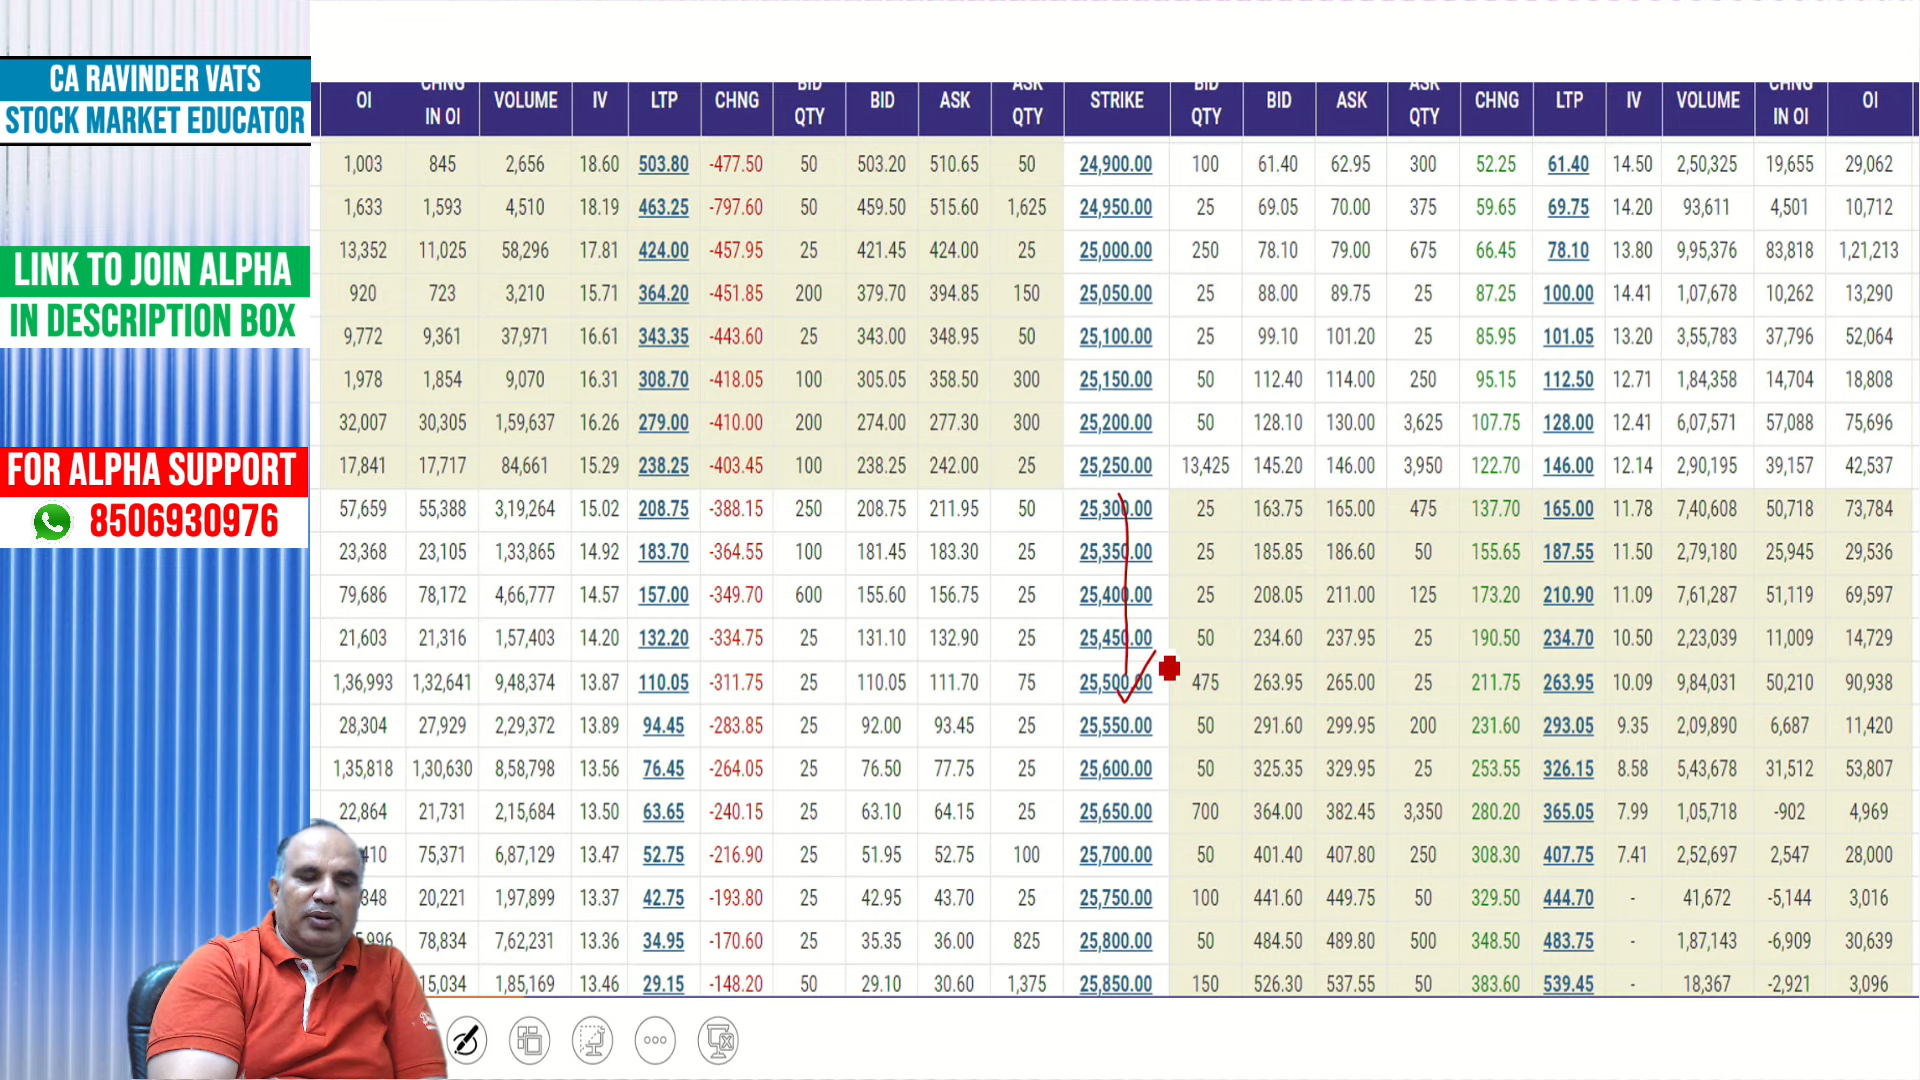 CA RAVINDER VATS
STOCK MARKET EDUCATOR
LINK TO JOIN ALPHA
IN DESCRIPTION BOX
FOR ALPHA SUPPORT
8506930976
OI CHNG IN OI VOLUME IV LTP CHNG BID QTY BID ASK ASK QTY STRIKE BID QTY BID ASK ASK QTY CHNG LTP IV VOLUME CHNG IN OI OI
1,003 845 2,656 18.60 503.80 -477.50 50 503.20 510.65 50 24,900.00 100 61.40 62.95 300 52.25 61.40 14.50 2,50,325 19,655 29,062
1,633 1,593 4,510 18.19 463.25 -797.60 50 459.50 515.60 1,625 24,950.00 25 69.05 70.00 375 59.65 69.75 14.20 93,611 4,501 10,712
13,352 11,025 58,296 17.81 424.00 -457.95 25 421.45 424.00 25 25,000.00 250 78.10 79.00 675 66.45 78.10 13.80 9,95,376 83,818 1,21,213
920 723 3,210 15.71 364.20 -451.85 200 379.70 394.85 150 25,050.00 25 88.00 89.75 25 87.25 100.00 14.41 1,07,678 10,262 13,290
9,772 9,361 37,971 16.61 343.35 -443.60 25 343.00 348.95 50 25,100.00 25 99.10 101.20 25 85.95 101.05 13.20 3,55,783 37,796 52,064
1,978 1,854 9,070 16.31 308.70 -418.05 100 305.05 358.50 300 25,150.00 50 112.40 114.00 250 95.15 112.50 12.71 1,84,358 14,704 18,808
32,007 30,305 1,59,637 16.26 279.00 -410.00 200 274.00 277.30 300 25,200.00 50 128.10 130.00 3,625 107.75 128.00 12.41 6,07,571 57,088 75,696
17,841 17,717 84,661 15.29 238.25 -403.45 100 238.25 242.00 25 25,250.00 13,425 145.20 146.00 3,950 122.70 146.00 12.14 2,90,195 39,157 42,537
57,659 55,388 3,19,264 15.02 208.75 -388.15 250 208.75 211.95 50 25,300.00 25 163.75 165.00 475 137.70 165.00 11.78 7,40,608 50,718 73,784
23,368 23,105 1,33,865 14.92 183.70 -364.55 100 181.45 183.30 25 25,350.00 25 185.85 186.60 50 155.65 187.55 11.50 2,79,180 25,945 29,536
79,686 78,172 4,66,777 14.57 157.00 -349.70 600 155.60 156.75 25 25,400.00 25 208.05 211.00 125 173.20 210.90 11.09 7,61,287 51,119 69,597
21,603 21,316 1,57,403 14.20 132.20 -334.75 25 131.10 132.90 25 25,450.00 50 234.60 237.95 25 190.50 234.70 10.50 2,23,039 11,009 14,729
1,36,993 1,32,641 9,48,374 13.87 110.05 -311.75 25 110.05 111.70 75 25,500.00 475 263.95 265.00 25 211.75 263.95 10.09 9,84,031 50,210 90,938
28,304 27,929 2,29,372 13.89 94.45 -283.85 25 92.00 93.45 25 25,550.00 50 291.60 299.95 200 231.60 293.05 9.35 2,09,890 6,687 11,420
1,35,818 1,30,630 8,58,798 13.56 76.45 -264.05 25 76.50 77.75 25 25,600.00 50 325.35 329.95 25 253.55 326.15 8.58 5,43,678 31,512 53,807
22,864 21,731 2,15,684 13.50 63.65 -240.15 25 63.10 64.15 25 25,650.00 700 364.00 382.45 3,350 280.20 365.05 7.99 1,05,718 -902 4,969
410 75,371 6,87,129 13.47 52.75 -216.90 25 51.95 52.75 100 25,700.00 50 401.40 407.80 250 308.30 407.75 7.41 2,52,697 2,547 28,000
348 20,221 1,97,899 13.37 42.75 -193.80 25 42.95 43.70 25 25,750.00 100 441.60 449.75 50 329.50 444.70 - 41,672 -5,144 3,016
996 78,834 7,62,231 13.36 34.95 -170.60 25 35.35 36.00 825 25,800.00 50 484.50 489.80 500 348.50 483.75 - 1,87,143 -6,909 30,639
15,034 1,85,169 13.46 29.15 -148.20 50 29.10 30.60 1,375 25,850.00 150 526.30 537.55 50 383.60 539.45 - 18,367 -2,921 3,096